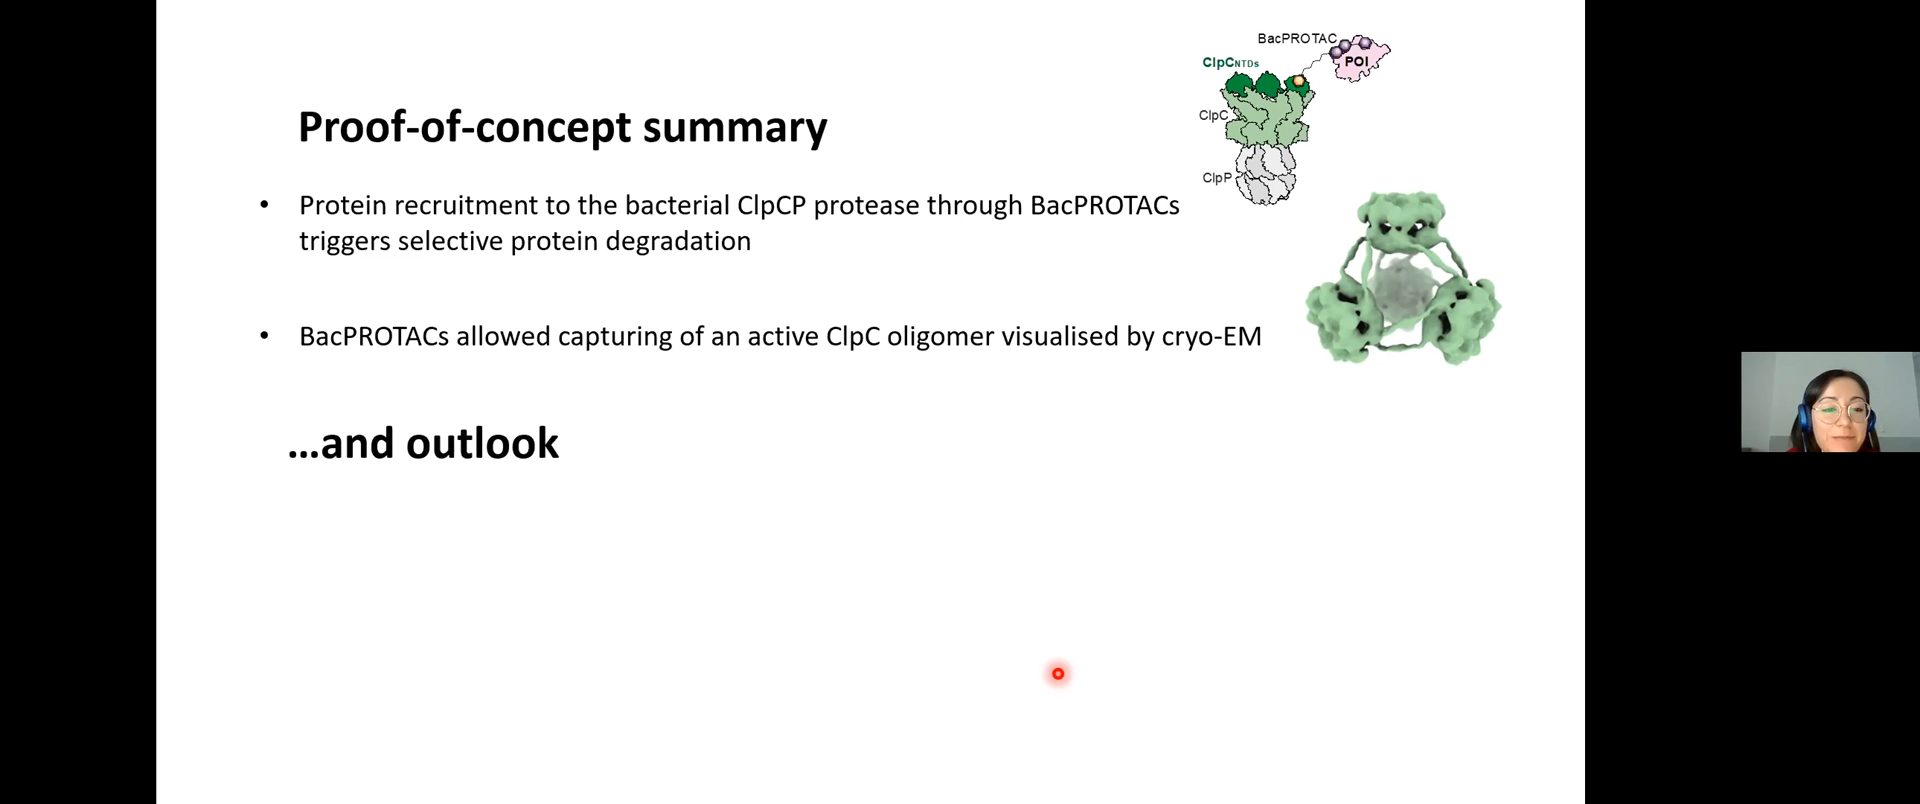 BacPROTAC
POI
ClpCNTDs
ClpC
ClpP
Proof-of-concept summary
• Protein recruitment to the bacterial ClpCP protease through BacPROTACs
triggers selective protein degradation
• BacPROTACs allowed capturing of an active ClpC oligomer visualised by cryo-EM
...and outlook